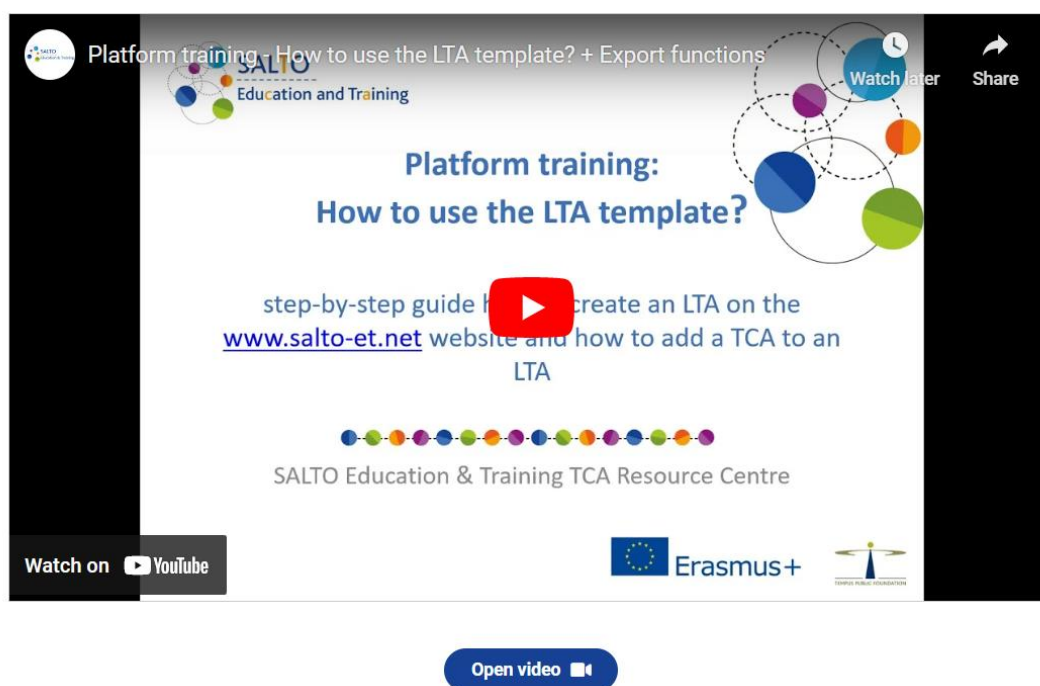 Platform training - How to use the LTA template? + Export functions
Watch later
Share
SALTO
Education and Training
Platform training:
How to use the LTA template?
step-by-step guide h create an LTA on the
www.salto-et.net website and how to add a TCA to an
LTA
SALTO Education & Training TCA Resource Centre
Watch on YouTube
Erasmus+
TEMPUS PUBLIC FOUNDATION
Open video